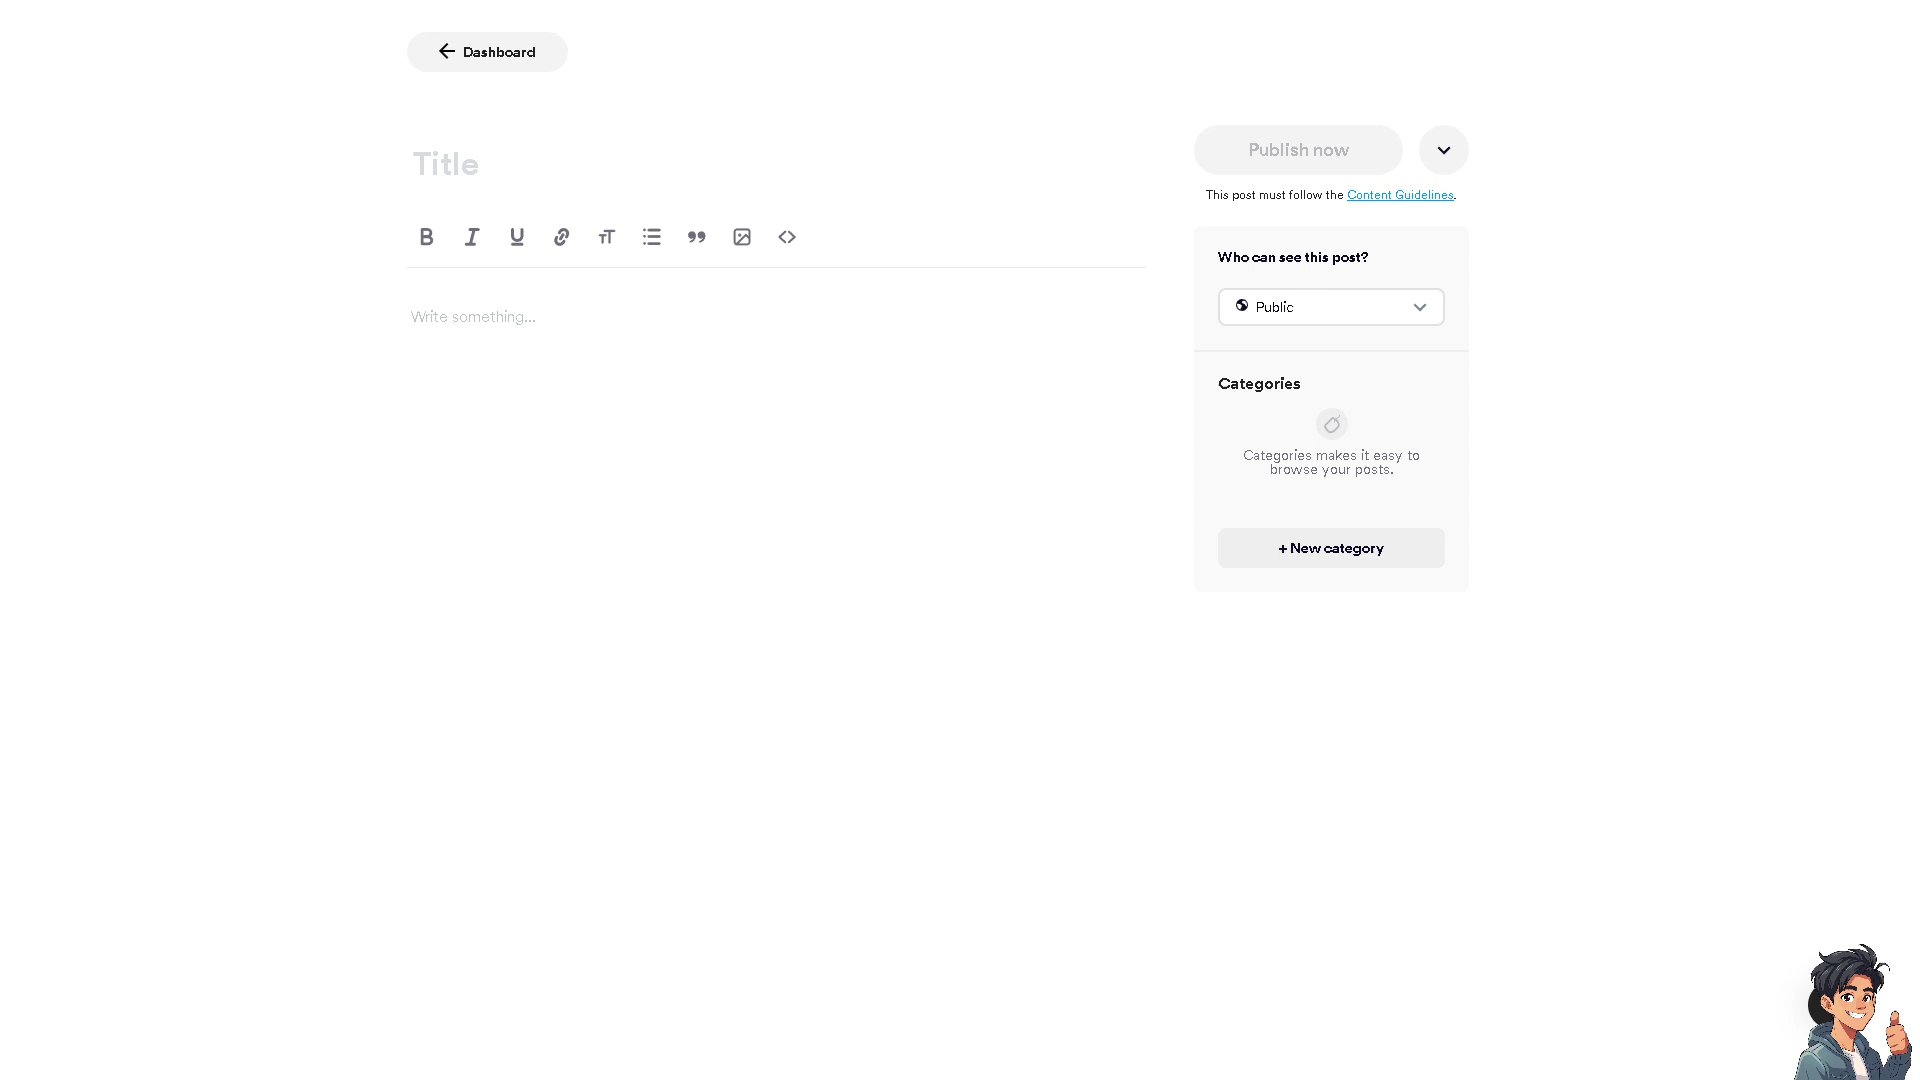 Dashboard
Title
Publish now
This post must follow the Content Guidelines.
Write something...
Who can see this post?
Public
Categories
Categories makes it easy to
browse your posts.
+ New category